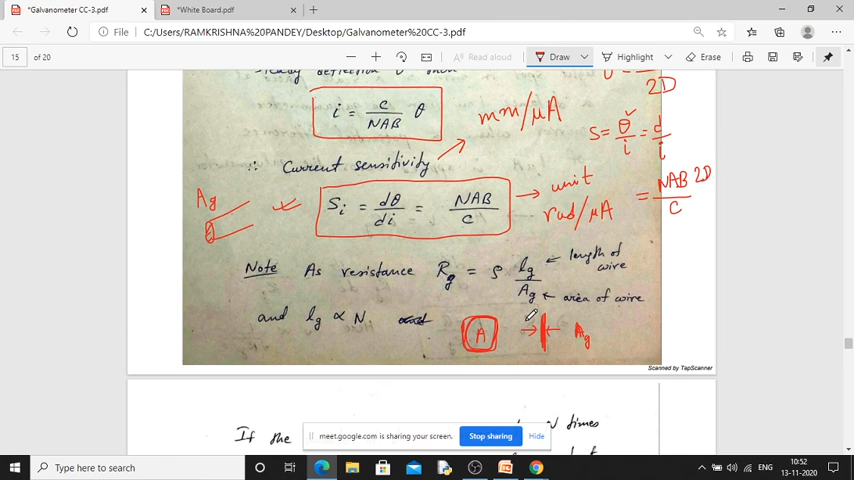 *Galvanometer CC-3.pdf
*White Board.pdf
C:/Users/RAMKRISHNA%20PANDEY/Desktop/Galvanometer%20CC-3.pdf
15 of 20
Read aloud
Draw
Highlight
Erase
2D
i = c/NAB θ
mm/μA
S = θ/i = d/i
∴ Current sensitivity
Ag
Si = dθ/di = NAB/C
unit
rad/μA
= NAB 2D/C
Note As resistance Rg = ρ lg/Ag
← length of wire
← area of wire
and lg ∝ N
A
Ag
Scanned by TapScanner
If the
N times
meet.google.com is sharing your screen.
Stop sharing
Hide
Type here to search
ENG
10:52
13-11-2020